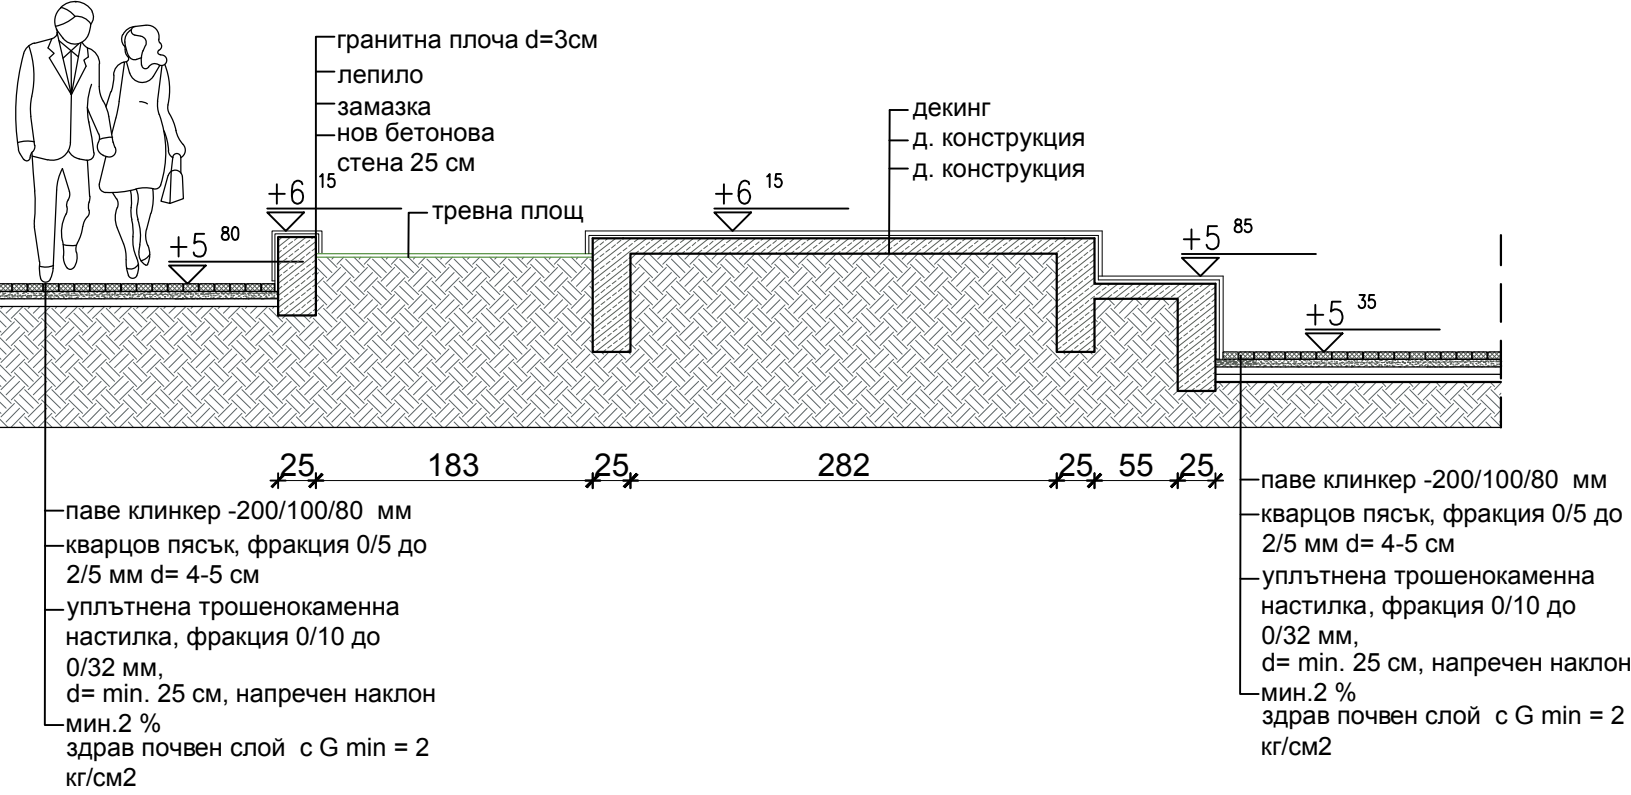 гранитна плоча d=3см
лепило
замазка
нов бетонова
стена 25 см
декинг
д. конструкция
д. конструкция
+6 15
тревна площ
+6 15
+5 80
+5 85
+5 35
25 183 25 282 25 55 25
паве клинкер -200/100/80 мм
кварцов пясък, фракция 0/5 до
2/5 мм d= 4-5 см
уплътнена трошенокаменна
настилка, фракция 0/10 до
0/32 мм,
d= min. 25 см, напречен наклон
мин.2 %
здрав почвен слой с G min = 2
кг/см2
паве клинкер -200/100/80 мм
кварцов пясък, фракция 0/5 до
2/5 мм d= 4-5 см
уплътнена трошенокаменна
настилка, фракция 0/10 до
0/32 мм,
d= min. 25 см, напречен наклон
мин.2 %
здрав почвен слой с G min = 2
кг/см2